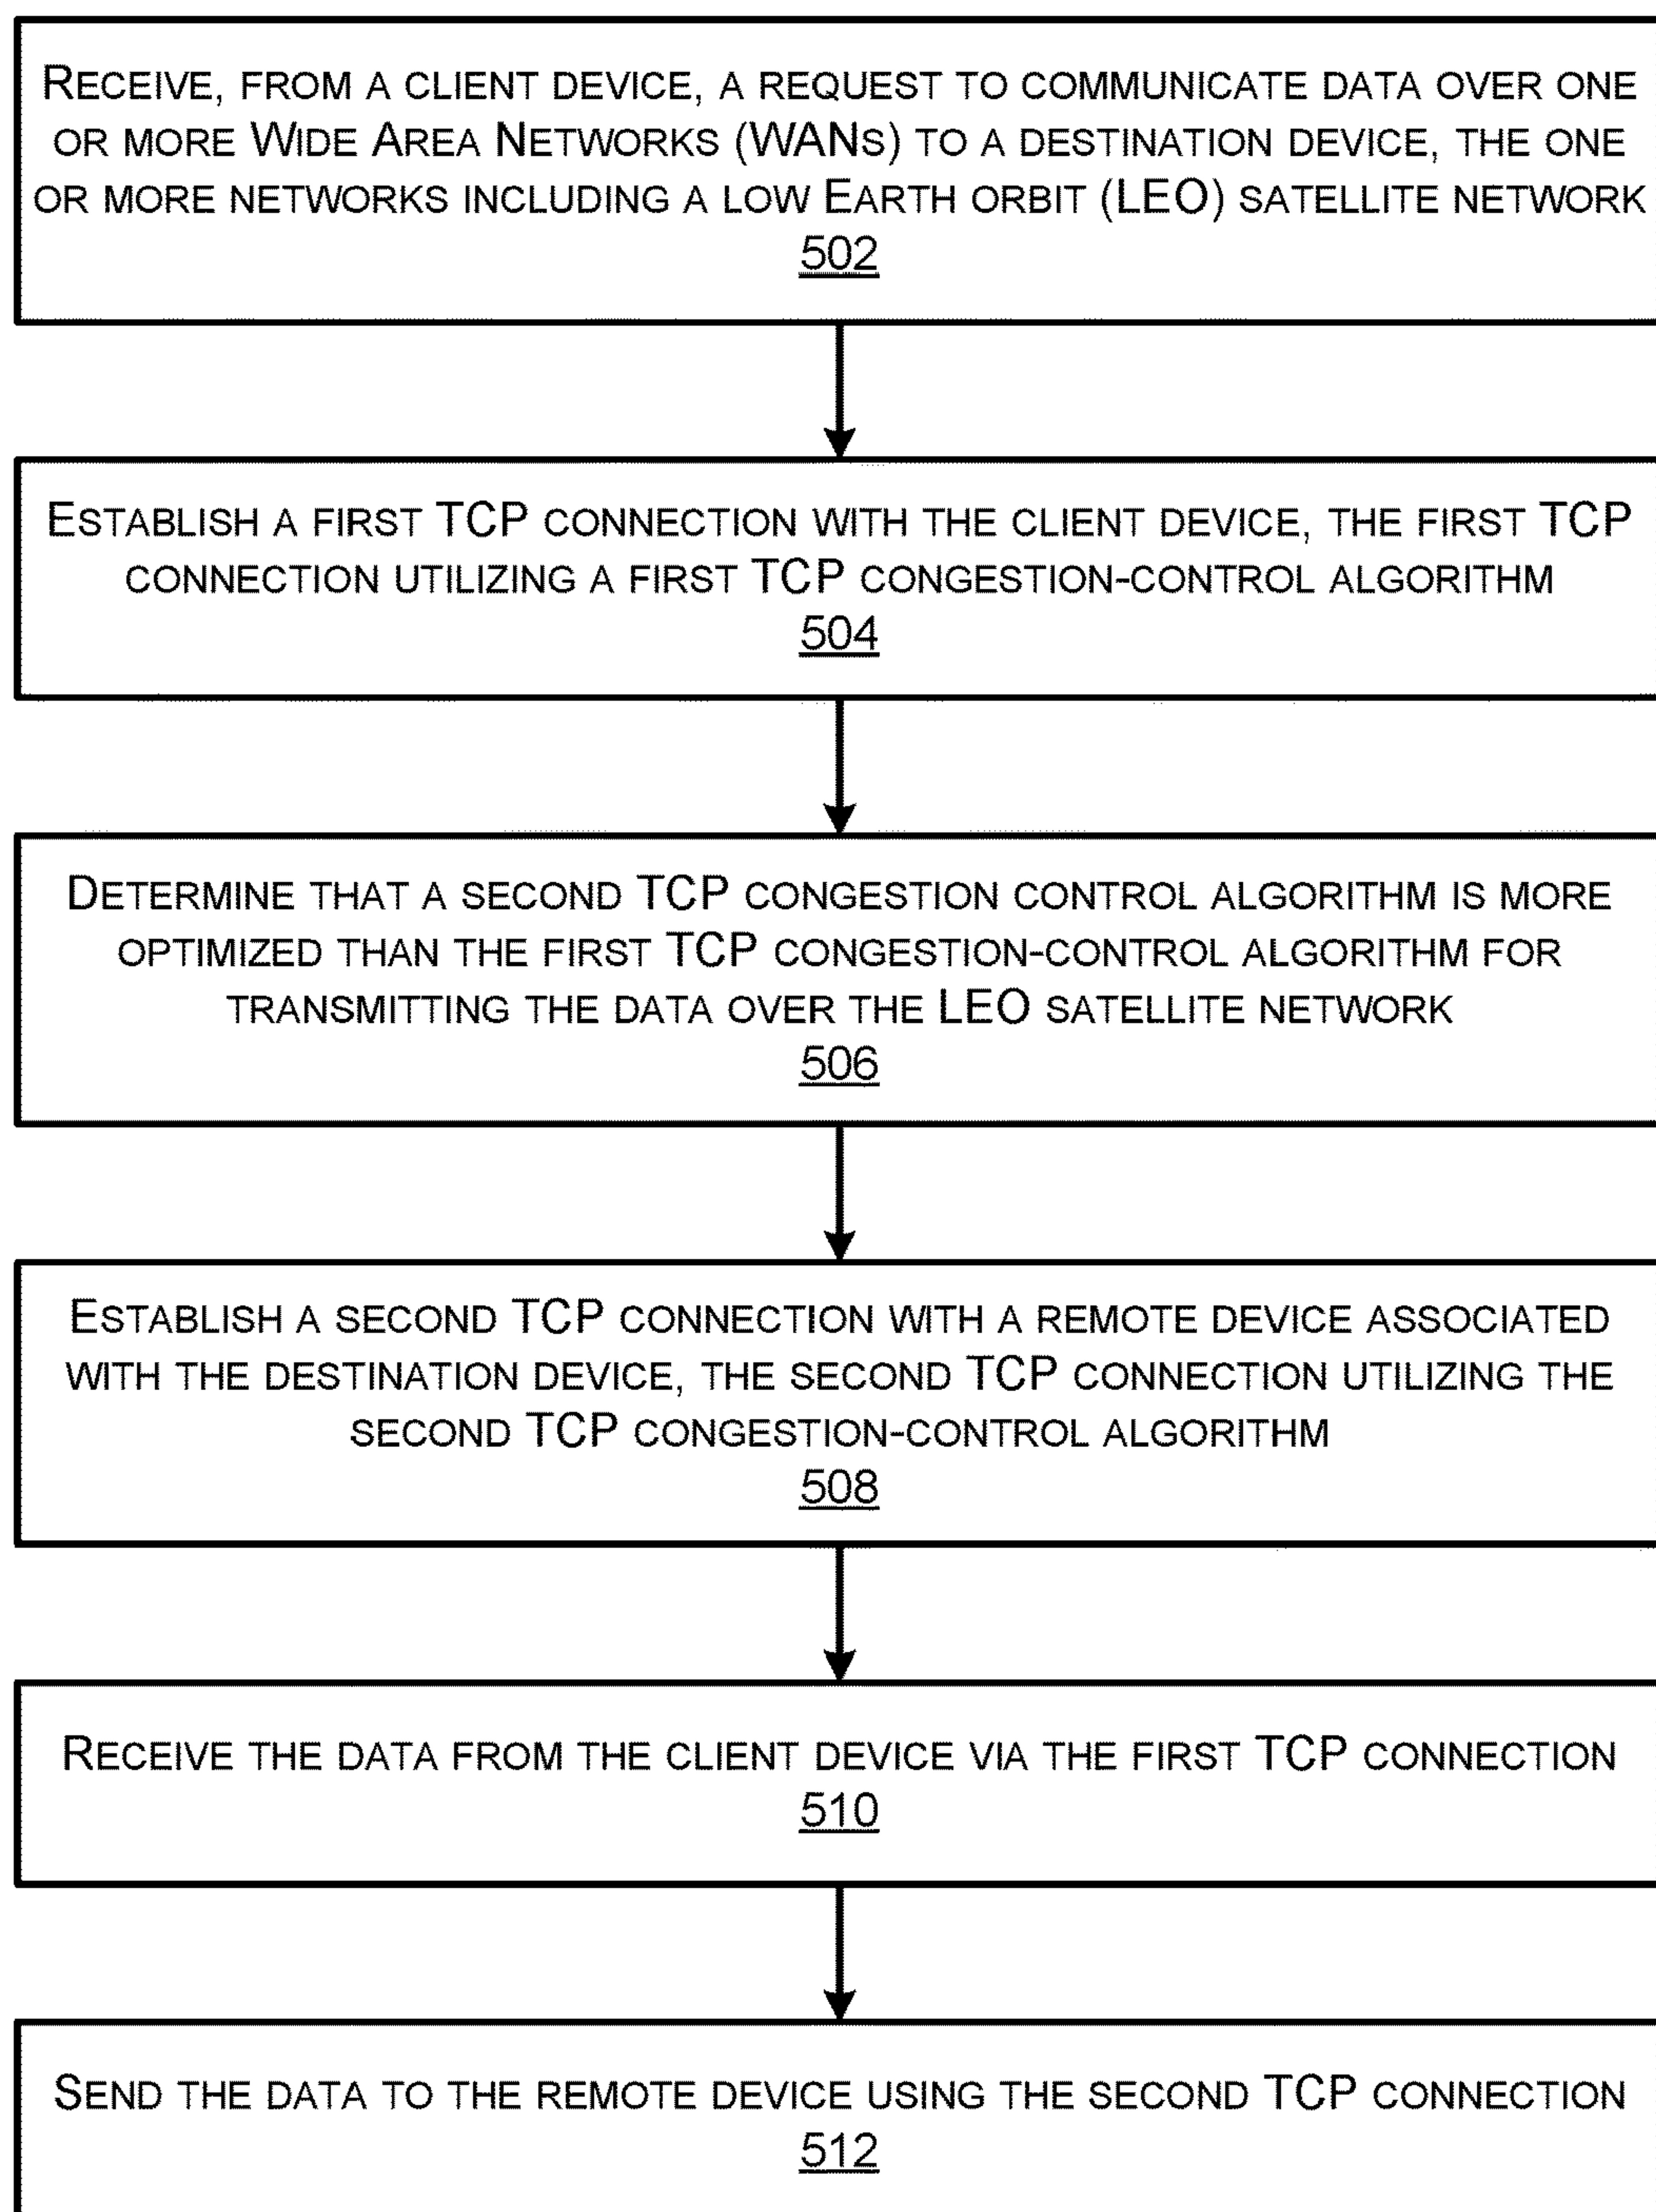 Receive, from a client device, a request to communicate data over one
or more Wide Area Networks (WANs) to a destination device, the one
or more networks including a low Earth orbit (LEO) satellite network
502
Establish a first TCP connection with the client device, the first TCP
connection utilizing a first TCP congestion-control algorithm
504
Determine that a second TCP congestion control algorithm is more
optimized than the first TCP congestion-control algorithm for
transmitting the data over the LEO satellite network
506
Establish a second TCP connection with a remote device associated
with the destination device, the second TCP connection utilizing the
second TCP congestion-control algorithm
508
Receive the data from the client device via the first TCP connection
510
Send the data to the remote device using the second TCP connection
512